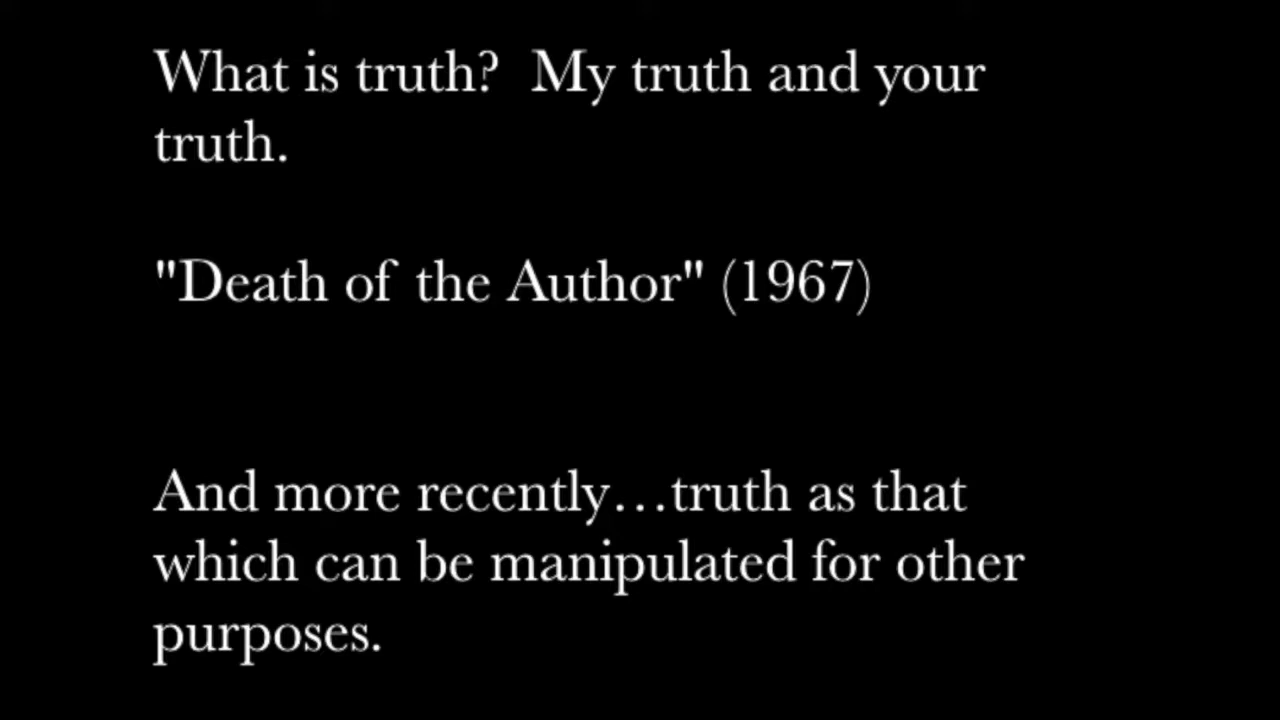 What is truth?  My truth and your
truth.
"Death of the Author" (1967)
And more recently…truth as that
which can be manipulated for other
purposes.